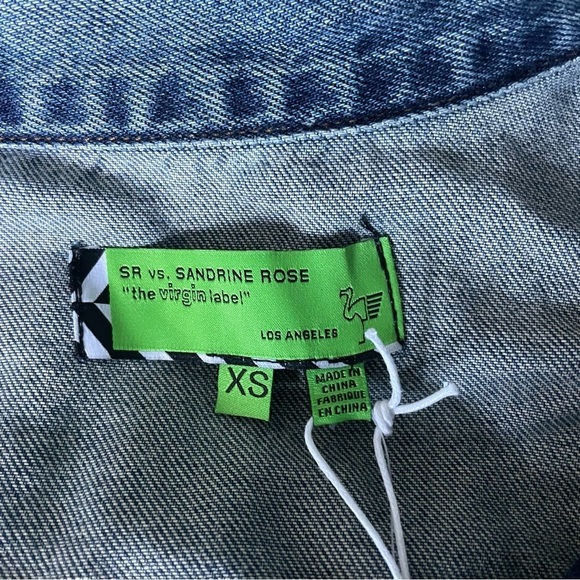 SR vs. SANDRINE ROSE
"the virgin label"
LOS ANGELES
XS
MADE IN
CHINA
FABRIQUE
EN CHINA